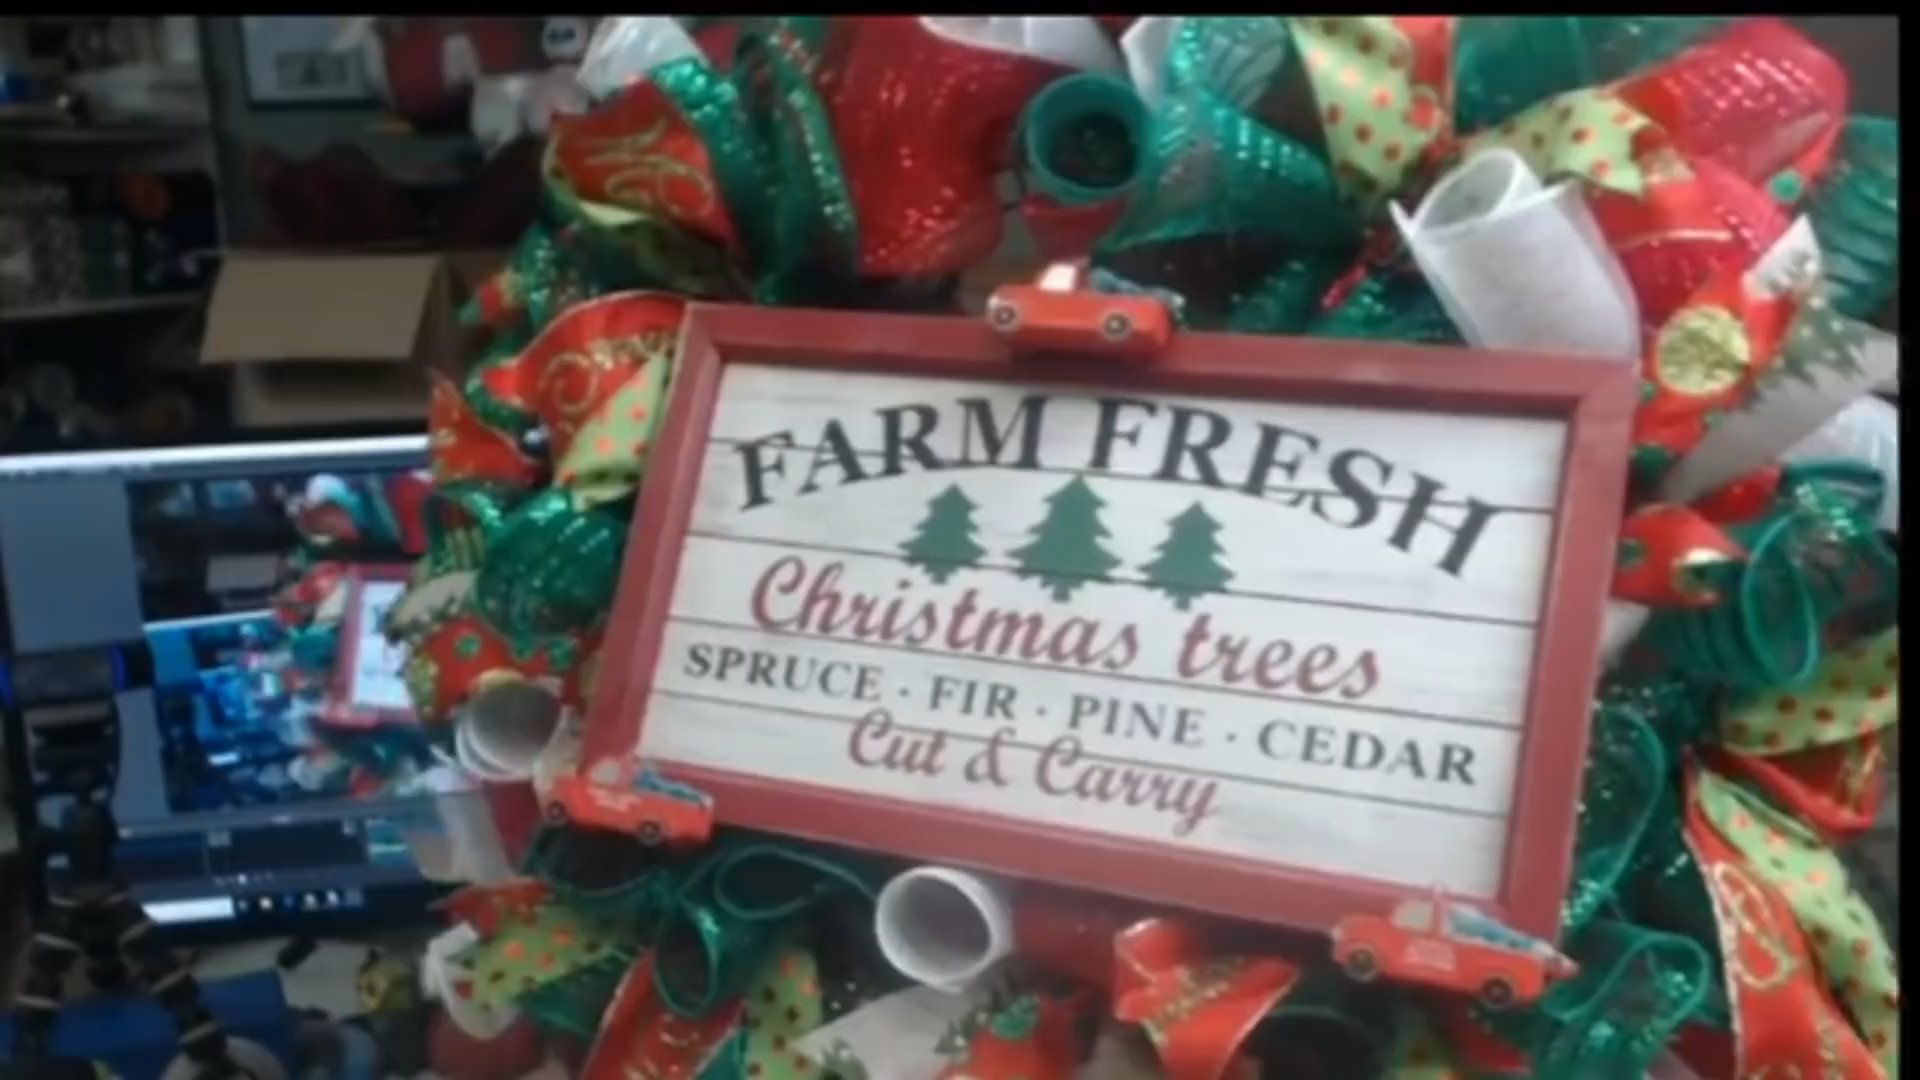 FARM FRESH
Christmas trees
SPRUCE · FIR · PINE · CEDAR
Cut & Carry